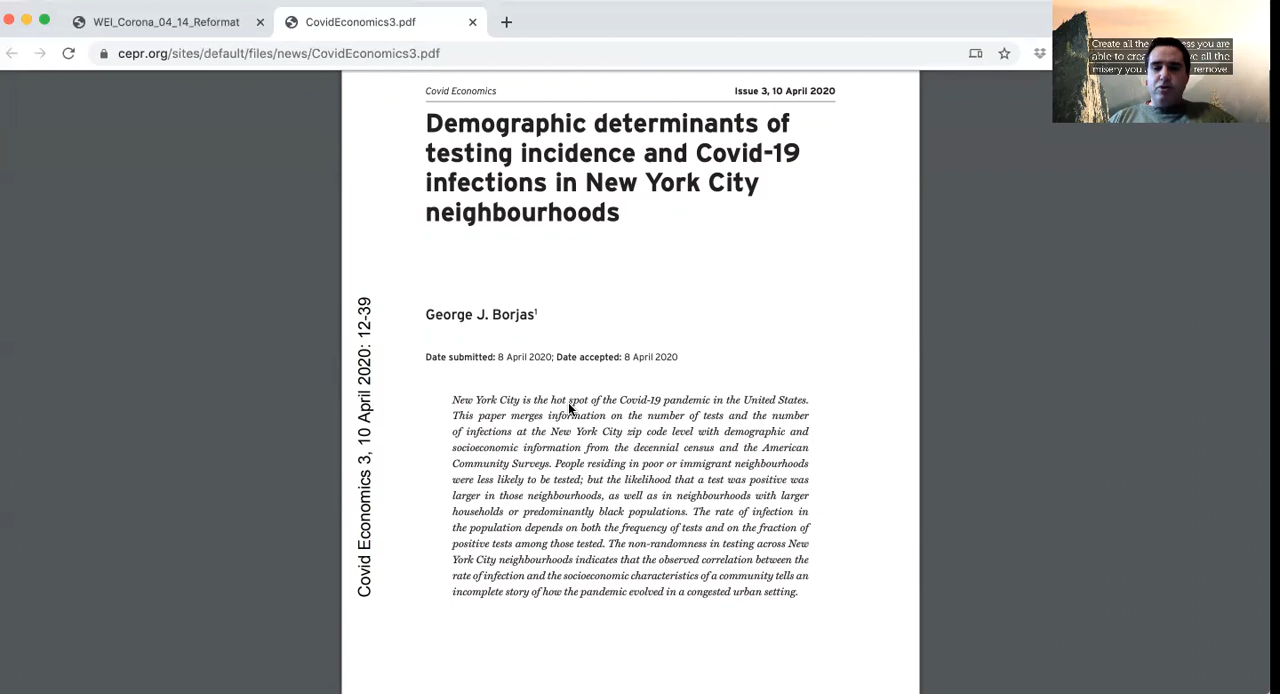 WEI_Corona_04_14_Reformat
CovidEconomics3.pdf
cepr.org/sites/default/files/news/CovidEconomics3.pdf
Create all the you are
able to all the
misery you remove
Covid Economics
Issue 3, 10 April 2020
Demographic determinants of
testing incidence and Covid-19
infections in New York City
neighbourhoods
George J. Borjas1
Date submitted: 8 April 2020; Date accepted: 8 April 2020
Covid Economics 3, 10 April 2020: 12-39
New York City is the hot spot of the Covid-19 pandemic in the United States.
This paper merges information on the number of tests and the number
of infections at the New York City zip code level with demographic and
socioeconomic information from the decennial census and the American
Community Surveys. People residing in poor or immigrant neighbourhoods
were less likely to be tested; but the likelihood that a test was positive was
larger in those neighbourhoods, as well as in neighbourhoods with larger
households or predominantly black populations. The rate of infection in
the population depends on both the frequency of tests and on the fraction of
positive tests among those tested. The non-randomness in testing across New
York City neighbourhoods indicates that the observed correlation between the
rate of infection and the socioeconomic characteristics of a community tells an
incomplete story of how the pandemic evolved in a congested urban setting.